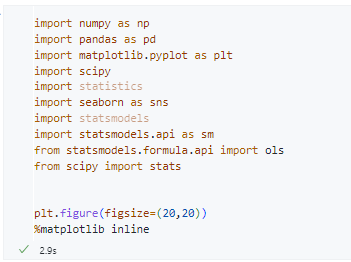 import numpy as np
import pandas as pd
import matplotlib.pyplot as plt
import scipy
import statistics
import seaborn as sns
import statsmodels
import statsmodels.api as sm
from statsmodels.formula.api import ols
from scipy import stats
plt.figure(figsize=(20,20))
%matplotlib inline
2.9s